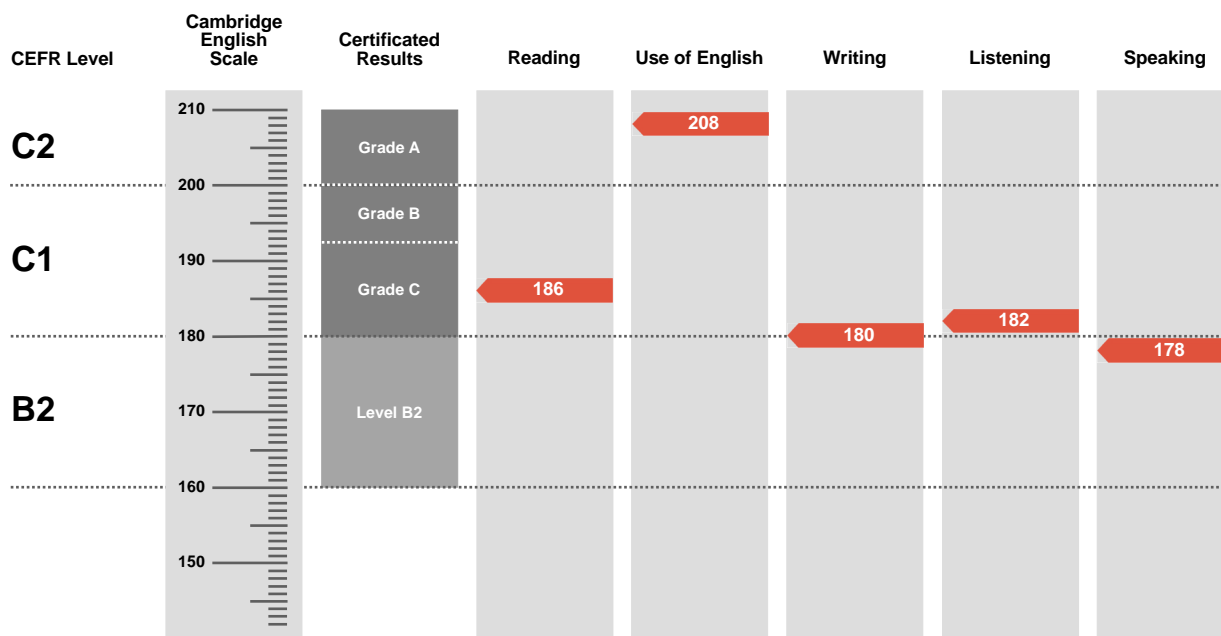 CEFR Level
Cambridge
English
Scale
Certificated
Results
Reading
Use of English
Writing
Listening
Speaking
210
208
C2
Grade A
200
Grade B
C1
190
Grade C
186
182
180
180
178
B2
170
Level B2
160
150